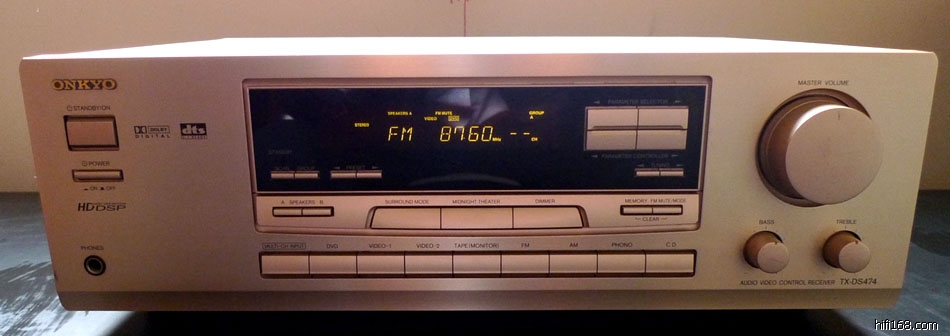 ONKYO
STANDBY/ON
DOLBY
DIGITAL
dts
POWER
ON OFF
HD DSP
PHONES
SPEAKERS A FM MUTE GROUP
VIDEO A
STEREO
FM 87.60 MHz -- CH
STANDBY
PARAMETER SELECTOR
PARAMETER CONTROLLER
TUNING
A SPEAKERS B
SURROUND MODE MIDNIGHT THEATER DIMMER
MEMORY FM MUTE/MODE
CLEAR
MULTI-CH INPUT DVD VIDEO-1 VIDEO-2 TAPE(MONITOR) FM AM PHONO C D
MASTER VOLUME
BASS TREBLE
AUDIO VIDEO CONTROL RECEIVER TX-DS474
hifi168.com